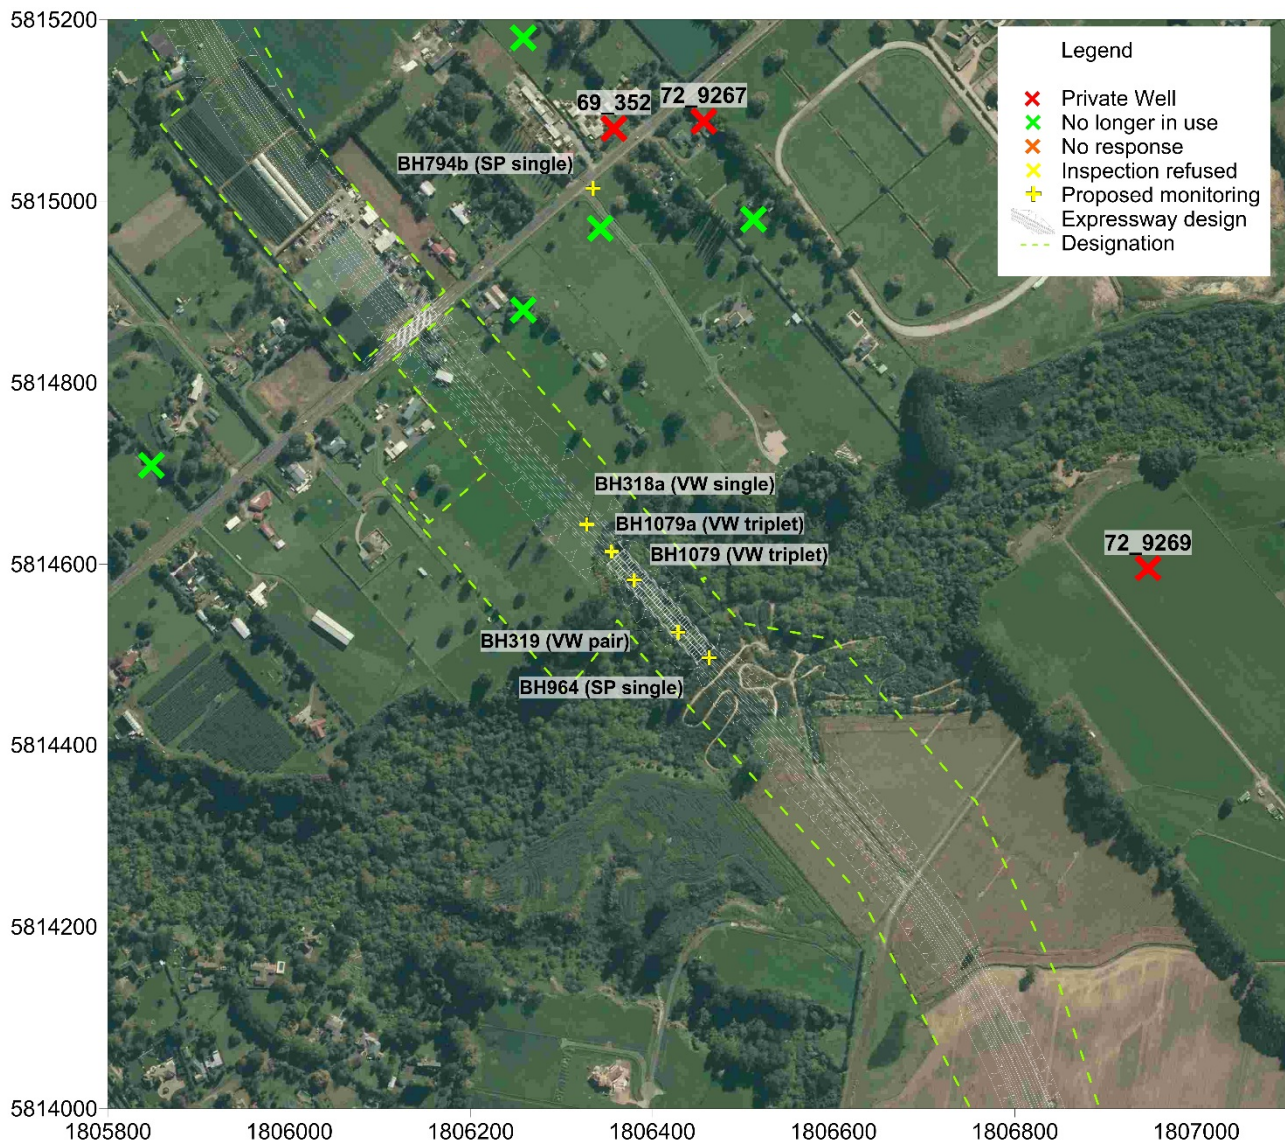 5815200
Legend
Private Well
No longer in use
No response
Inspection refused
Proposed monitoring
Expressway design
Designation
69_352
72_9267
BH794b (SP single)
5815000
5814800
BH318a (VW single)
BH1079a (VW triplet)
BH1079 (VW triplet)
72_9269
5814600
BH319 (VW pair)
BH964 (SP single)
5814400
5814200
5814000
1805800 1806000 1806200 1806400 1806600 1806800 1807000